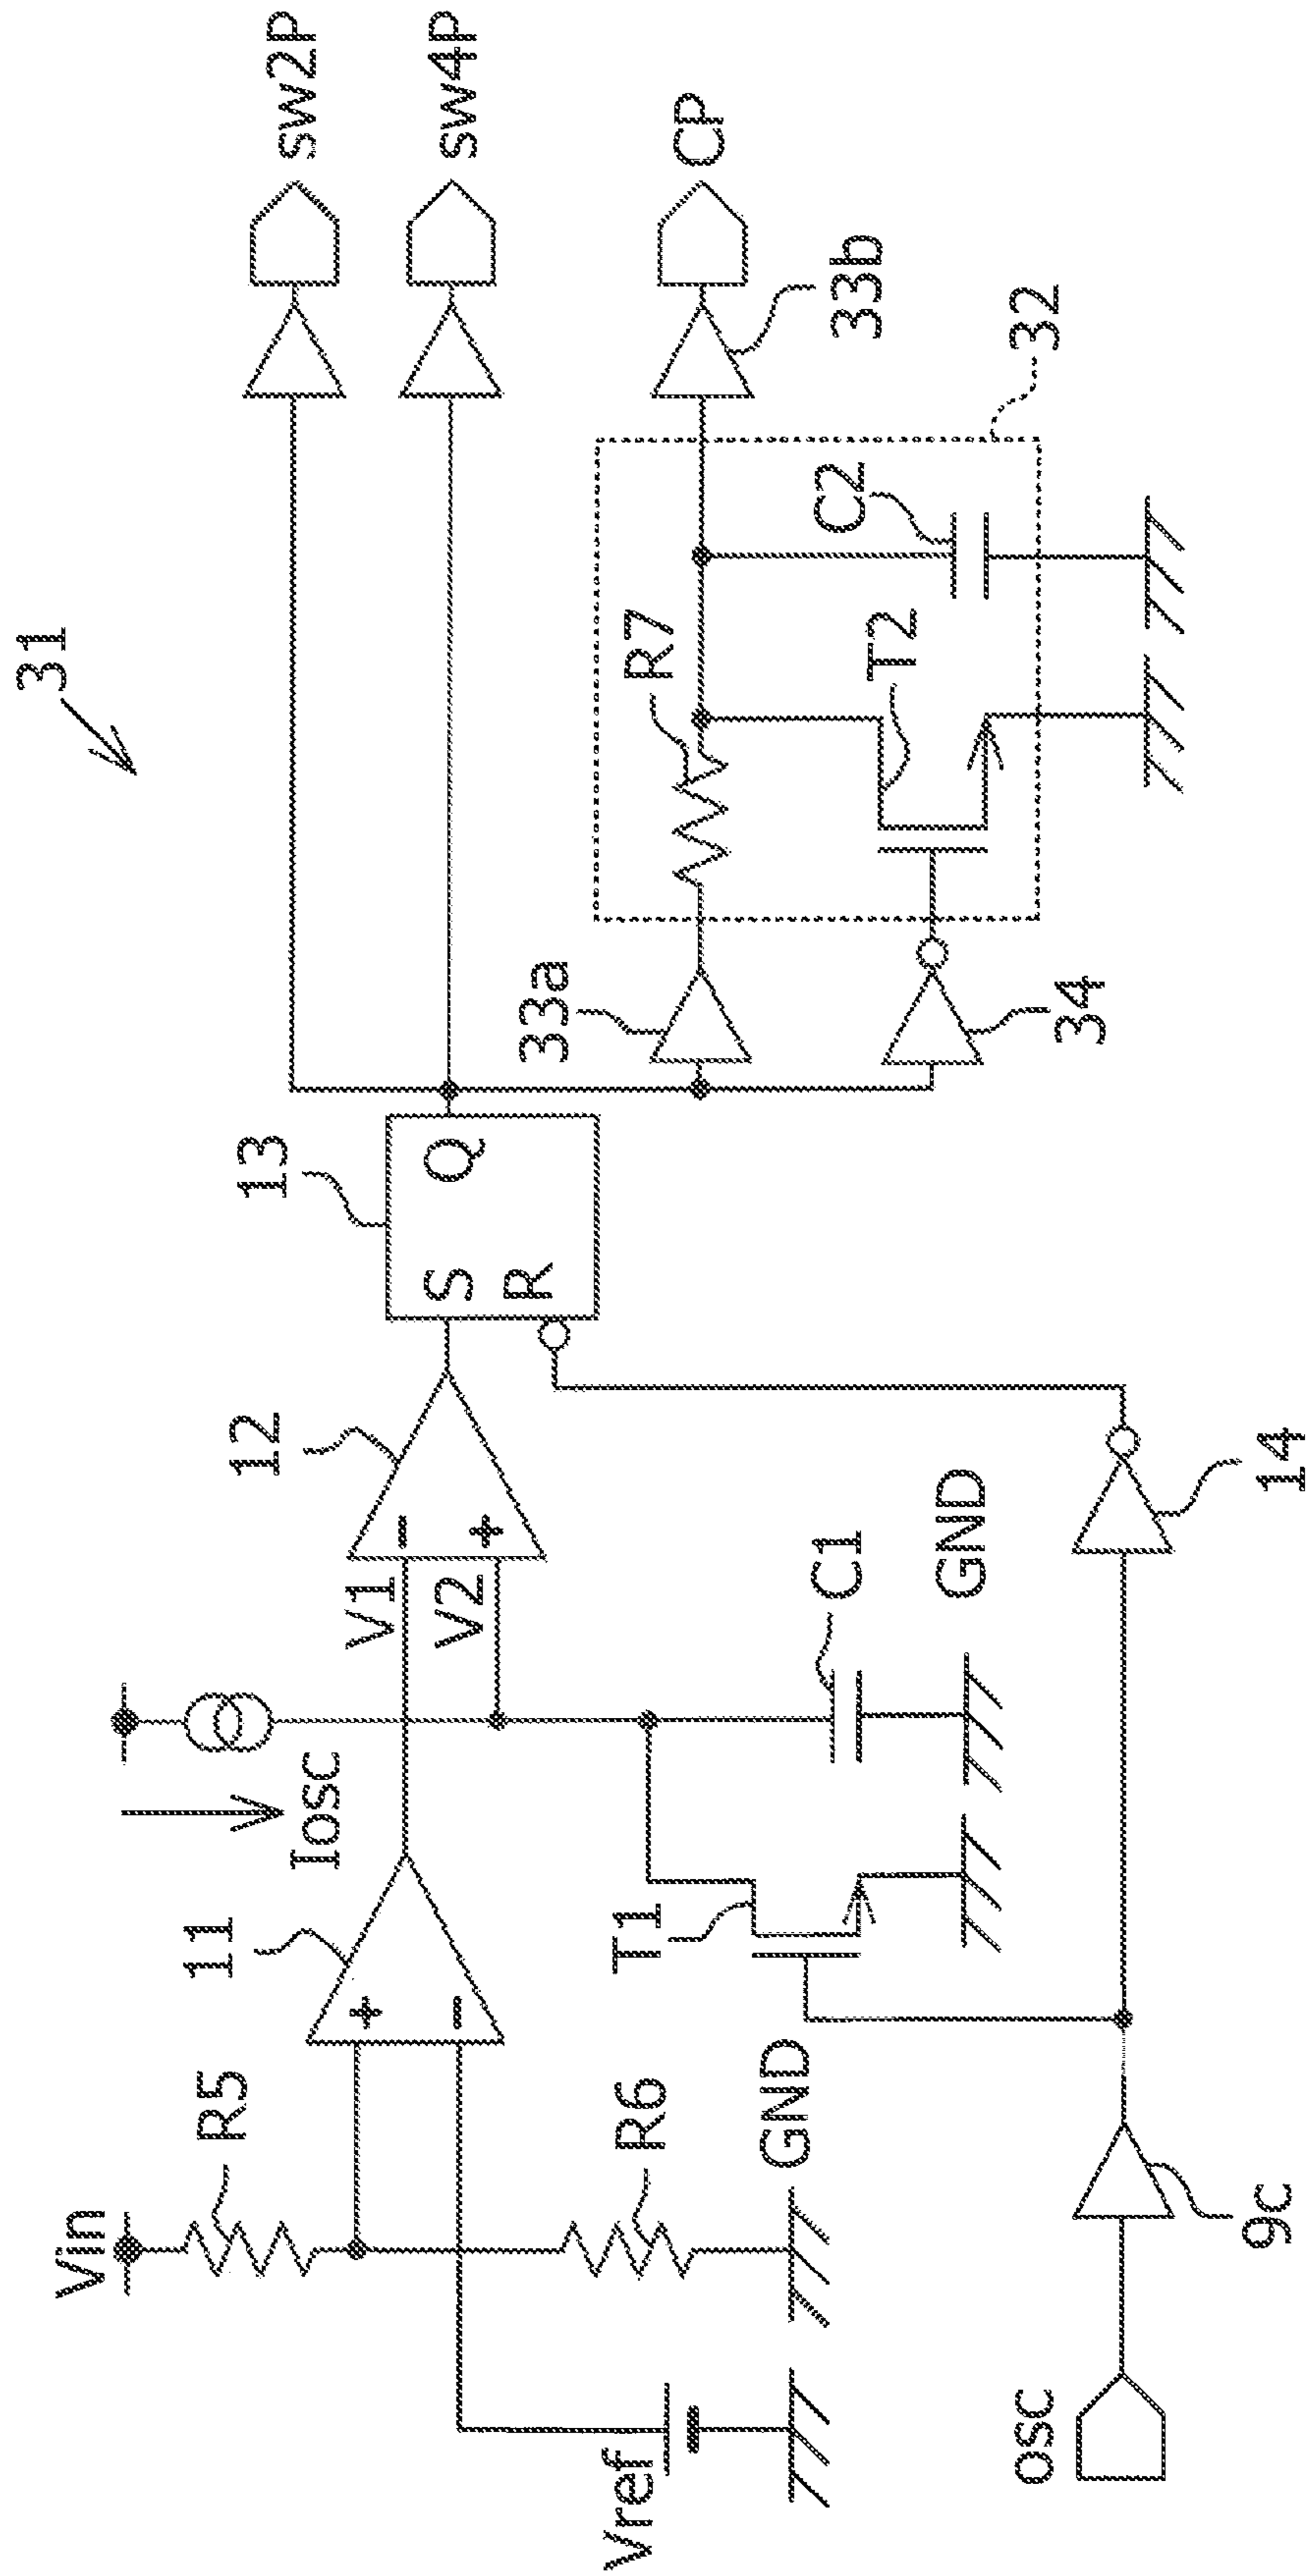 31
Vin
R5
Vref
R6
GND
11
+
−
Iosc
V1
V2
12
−
+
T1
C1
GND
osc
9c
14
13
S
R
Q
33a
34
R7
T2
C2
32
33b
sw2P
sw4P
CP